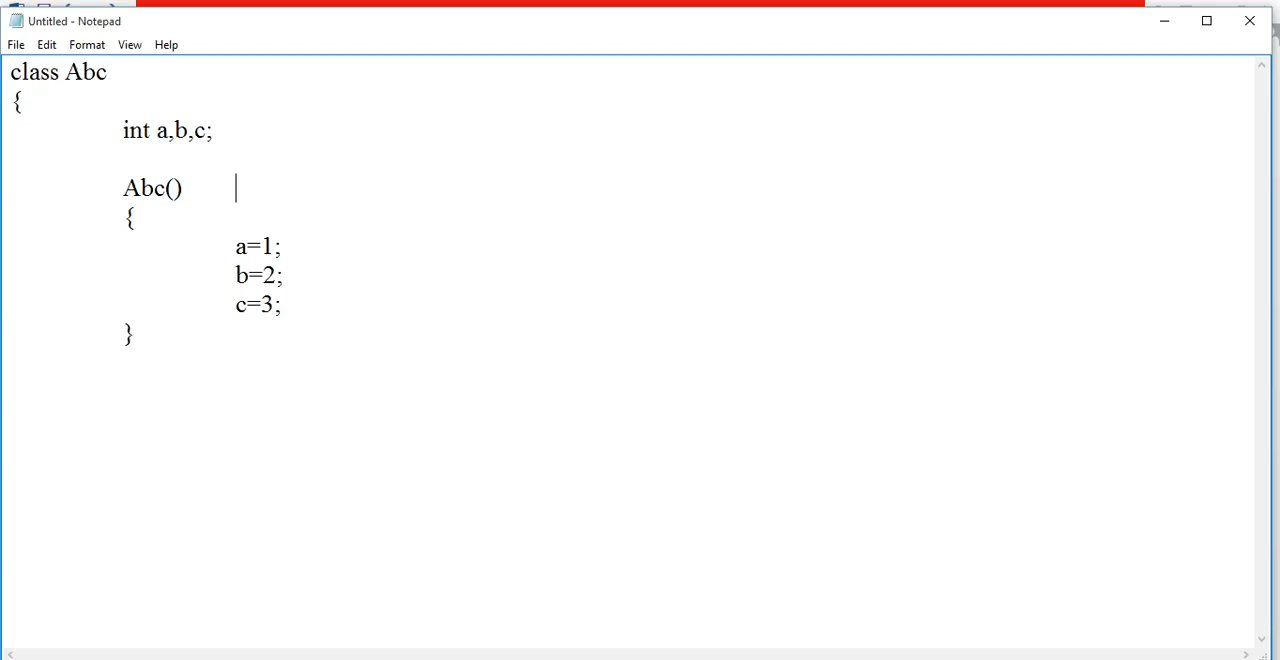 Untitled - Notepad
File Edit Format View Help
class Abc
{
int a,b,c;
Abc()
{
a=1;
b=2;
c=3;
}